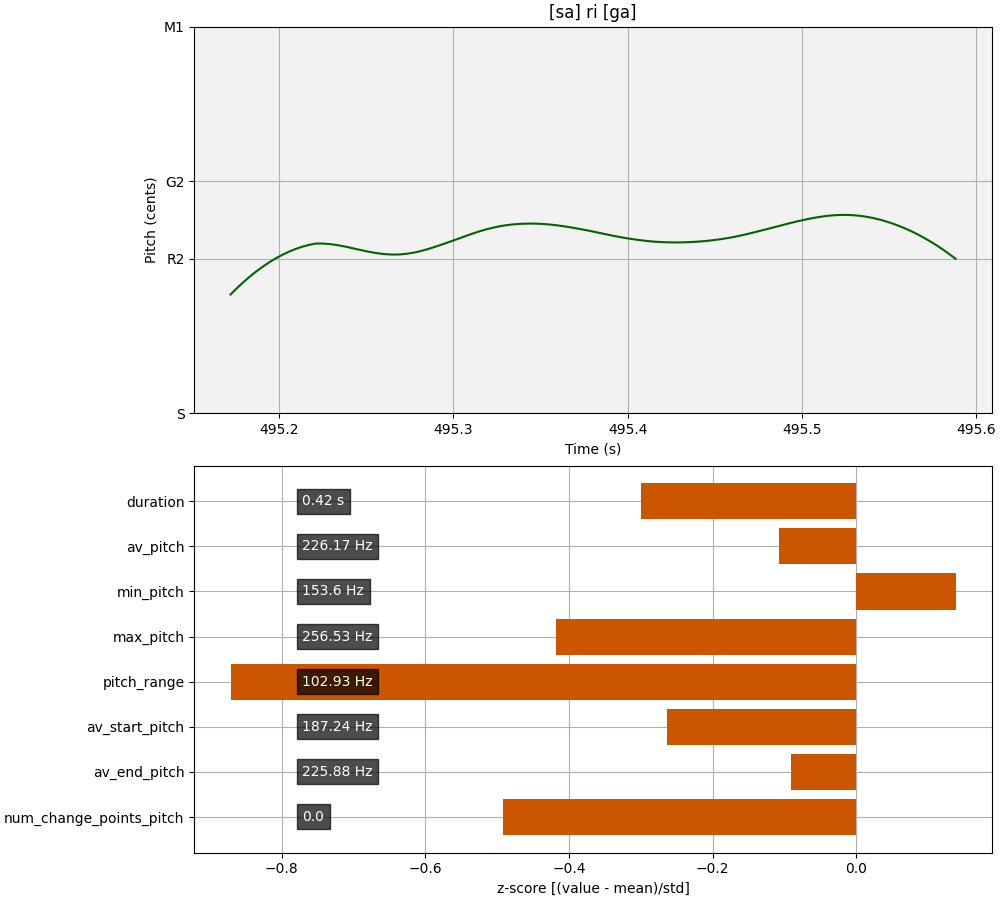 [sa] ri [ga]
M1
G2
R2
S
Pitch (cents)
495.2 495.3 495.4 495.5 495.6
Time (s)
duration 0.42 s
av_pitch 226.17 Hz
min_pitch 153.6 Hz
max_pitch 256.53 Hz
pitch_range 102.93 Hz
av_start_pitch 187.24 Hz
av_end_pitch 225.88 Hz
num_change_points_pitch 0.0
−0.8 −0.6 −0.4 −0.2 0.0
z-score [(value - mean)/std]